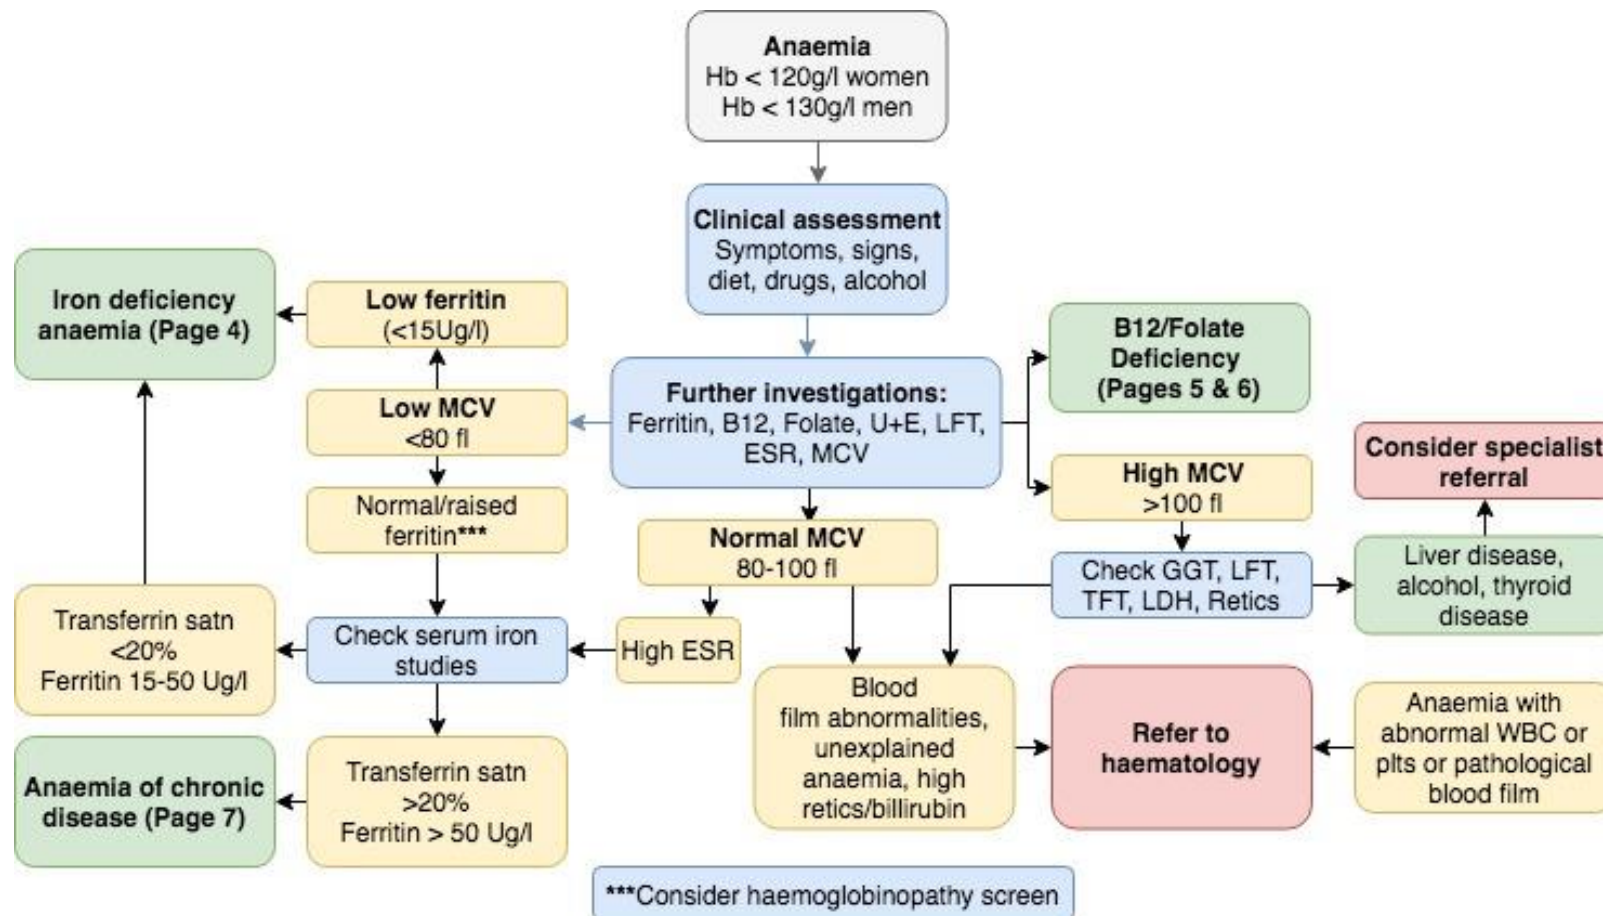 Anaemia
Hb < 120g/l women
Hb < 130g/l men
Clinical assessment
Symptoms, signs,
diet, drugs, alcohol
Further investigations:
Ferritin, B12, Folate, U+E, LFT,
ESR, MCV
Low ferritin
(<15Ug/l)
Iron deficiency
anaemia (Page 4)
Low MCV
<80 fl
Normal/raised
ferritin***
Check serum iron
studies
Transferrin satn
<20%
Ferritin 15-50 Ug/l
Transferrin satn
>20%
Ferritin > 50 Ug/l
Anaemia of chronic
disease (Page 7)
Normal MCV
80-100 fl
High ESR
Blood
film abnormalities,
unexplained
anaemia, high
retics/billirubin
B12/Folate
Deficiency
(Pages 5 & 6)
High MCV
>100 fl
Check GGT, LFT,
TFT, LDH, Retics
Consider specialist
referral
Liver disease,
alcohol, thyroid
disease
Refer to
haematology
Anaemia with
abnormal WBC or
plts or pathological
blood film
***Consider haemoglobinopathy screen